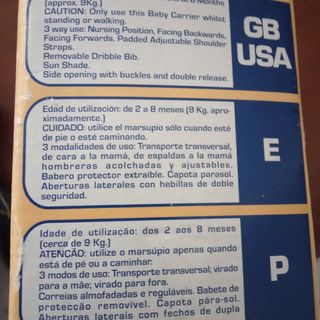 (approx. 9Kg.)
CAUTION: Only use this Baby Carrier whilst
standing or walking.
3 way use: Nursing Position, Facing Backwards,
Facing Forwards. Padded Adjustable Shoulder
Straps.
Removable Dribble Bib.
Sun Shade.
Side opening with buckles and double release.
GB
USA
Edad de utilización: de 2 a 8 meses (9 Kg. apro-
ximadamente.)
CUIDADO: utilice el marsupio sólo cuando esté
de pie o esté caminando.
3 modalidades de uso: Transporte transversal,
de cara a la mamá, de espaldas a la mamá
hombreras acolchadas y ajustables.
Babero protector extraíble. Capota parasol.
Aberturas laterales con hebillas de doble
seguridad.
E
Idade de utilização: dos 2 aos 8 meses
(cerca de 9 Kg.)
ATENÇÃO: utilize o marsúpio apenas quando
está de pé ou a caminhar.
3 modos de uso: Transporte transversal; virado
para a mãe; virado para fora.
Correias almofadadas e reguláveis. Babete de
protecção removível. Capota pára-sol.
Aberturas laterais com fechos de dupla
P